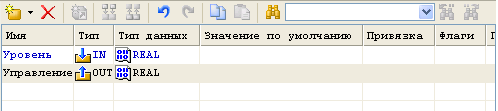 Имя Тип Тип данных Значение по умолчанию Привязка Флаги
Уровень IN REAL
Управление OUT REAL